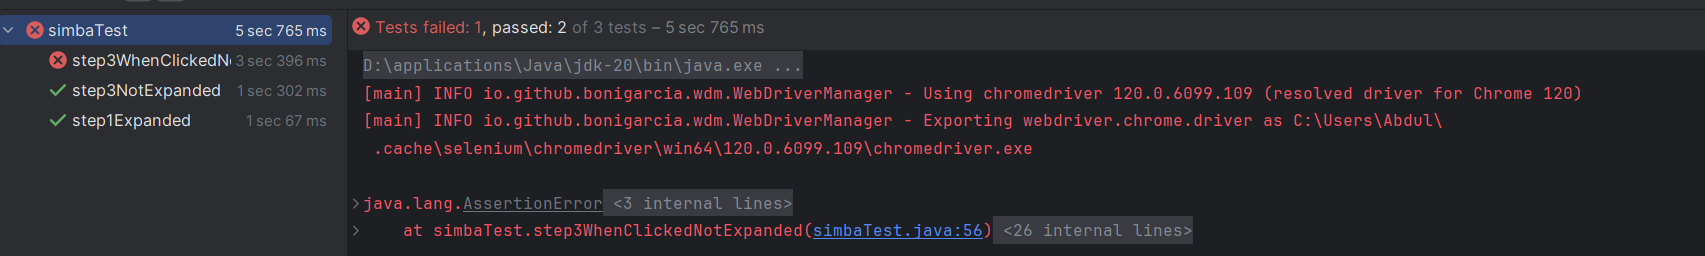 simbaTest 5 sec 765 ms
step3WhenClickedNo 3 sec 396 ms
step3NotExpanded 1 sec 302 ms
step1Expanded 1 sec 67 ms
Tests failed: 1, passed: 2 of 3 tests – 5 sec 765 ms
D:\applications\Java\jdk-20\bin\java.exe ...
[main] INFO io.github.bonigarcia.wdm.WebDriverManager - Using chromedriver 120.0.6099.109 (resolved driver for Chrome 120)
[main] INFO io.github.bonigarcia.wdm.WebDriverManager - Exporting webdriver.chrome.driver as C:\Users\Abdul\
.cache\selenium\chromedriver\win64\120.0.6099.109\chromedriver.exe
java.lang.AssertionError <3 internal lines>
at simbaTest.step3WhenClickedNotExpanded(simbaTest.java:56) <26 internal lines>